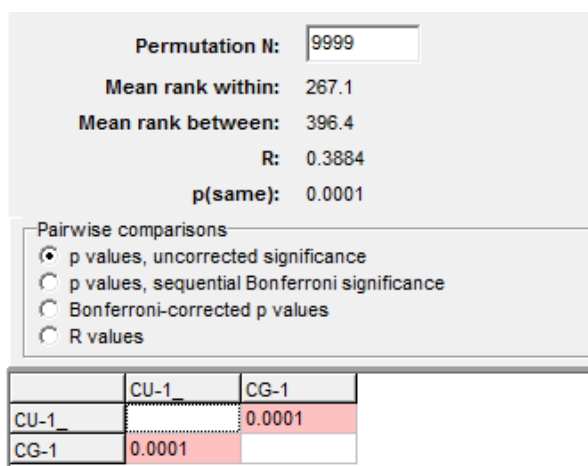 Permutation N: 9999
Mean rank within: 267.1
Mean rank between: 396.4
R: 0.3884
p(same): 0.0001
Pairwise comparisons
p values, uncorrected significance
p values, sequential Bonferroni significance
Bonferroni-corrected p values
R values
CU-1_ CG-1
CU-1_ 0.0001
CG-1 0.0001